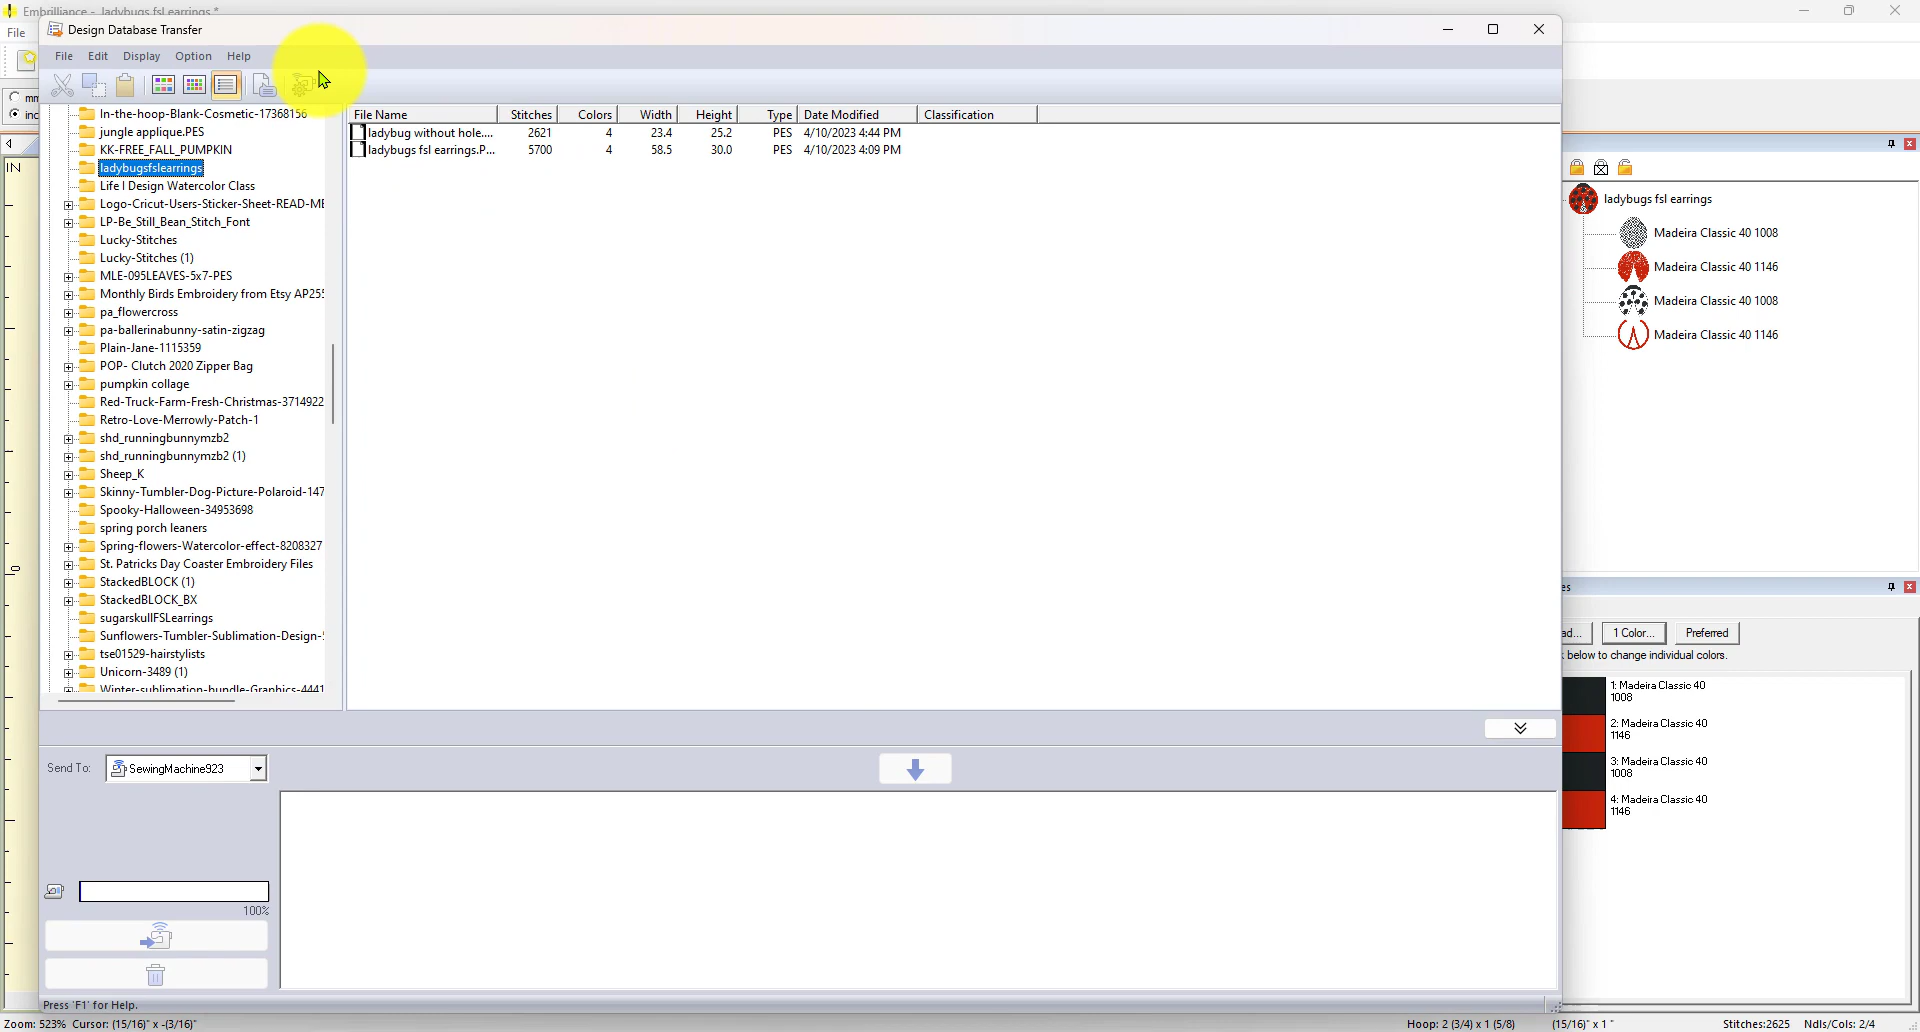 Embrilliance - ladybugs fsl earrings *
File
Design Database Transfer
File Edit Display Option Help
mm
inc
IN
In-the-hoop-Blank-Cosmetic-17368156
jungle applique.PES
KK-FREE_FALL_PUMPKIN
ladybugsfslearrings
Life I Design Watercolor Class
Logo-Cricut-Users-Sticker-Sheet-READ-ME
LP-Be_Still_Bean_Stitch_Font
Lucky-Stitches
Lucky-Stitches (1)
MLE-095LEAVES-5x7-PES
Monthly Birds Embroidery from Etsy AP255
pa_flowercross
pa-ballerinabunny-satin-zigzag
Plain-Jane-1115359
POP- Clutch 2020 Zipper Bag
pumpkin collage
Red-Truck-Farm-Fresh-Christmas-3714922
Retro-Love-Merrowly-Patch-1
shd_runningbunnymzb2
shd_runningbunnymzb2 (1)
Sheep_K
Skinny-Tumbler-Dog-Picture-Polaroid-147
Spooky-Halloween-34953698
spring porch leaners
Spring-flowers-Watercolor-effect-8208327
St. Patricks Day Coaster Embroidery Files
StackedBLOCK (1)
StackedBLOCK_BX
sugarskullFSLearrings
Sunflowers-Tumbler-Sublimation-Design-
tse01529-hairstylists
Unicorn-3489 (1)
Winter-sublimation-bundle-Graphics-4441
File Name Stitches Colors Width Height Type Date Modified Classification
ladybug without hole.... 2621 4 23.4 25.2 PES 4/10/2023 4:44 PM
ladybugs fsl earrings.P... 5700 4 58.5 30.0 PES 4/10/2023 4:09 PM
Send To: SewingMachine923
100%
Press 'F1' for Help.
ladybugs fsl earrings
Madeira Classic 40 1008
Madeira Classic 40 1146
Madeira Classic 40 1008
Madeira Classic 40 1146
es
ad... 1 Color... Preferred
below to change individual colors.
1: Madeira Classic 40
1008
2: Madeira Classic 40
1146
3: Madeira Classic 40
1008
4: Madeira Classic 40
1146
Zoom: 523% Cursor: (15/16)" x -(3/16)" Hoop: 2 (3/4) x 1 (5/8) (15/16)" x 1 " Stitches:2625 Ndls/Cols: 2/4